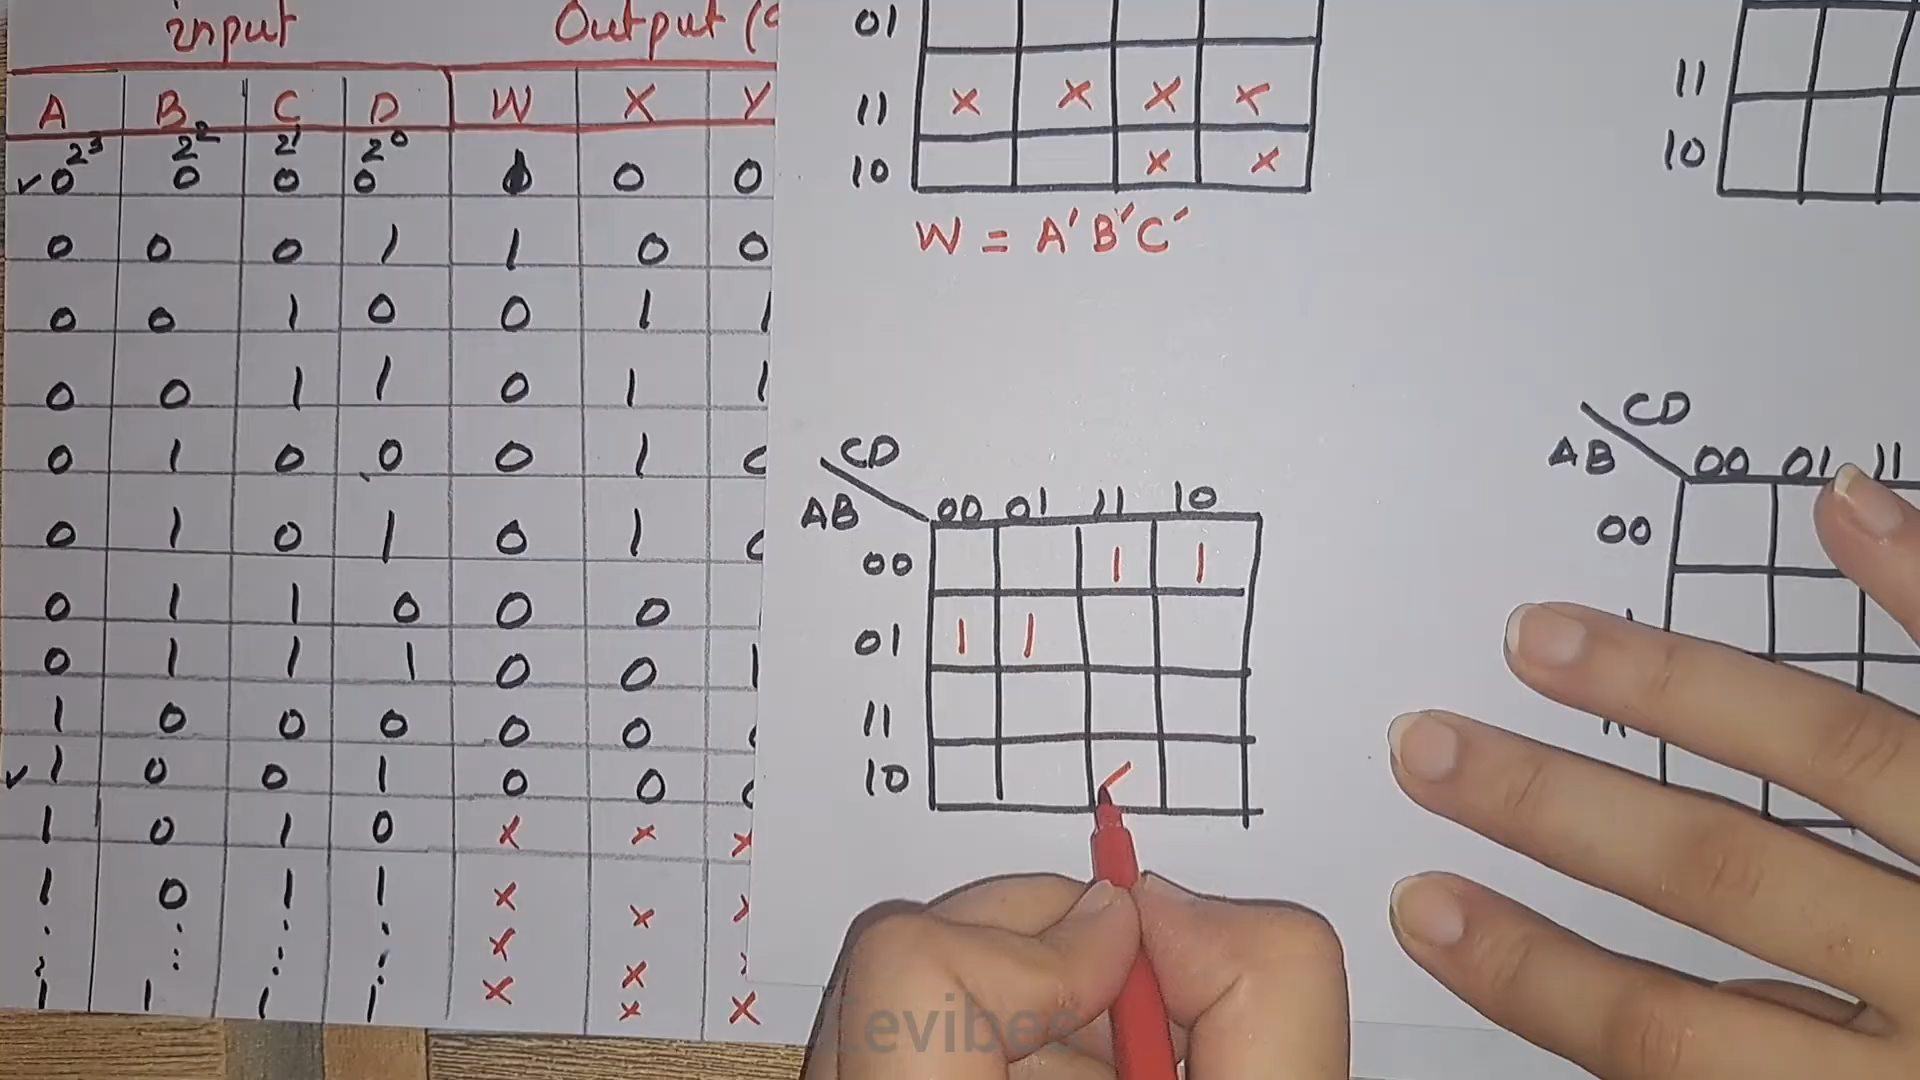 input Output (
A B C D W X Y
2³ 2² 2¹ 2⁰
✓0 0 0 0 1 0 0
0 0 0 1 1 0 0
0 0 1 0 0 1 1
0 0 1 1 0 1 1
0 1 0 0 0 1 0
0 1 0 1 0 1 0
0 1 1 0 0 0
0 1 1 1 0 0 1
1 0 0 0 0 0
✓1 0 0 1 0 0
1 0 1 0 x x x
1 0 1 1 x x x
x x
1 1 1 1 x x x
01
11 x x x x
10 x x
W = A'B'C'
11
10
CD
AB 00 01 11 10
00 1 1
01 1 1
11
10
CD
AB 00 01 11
00
evibes